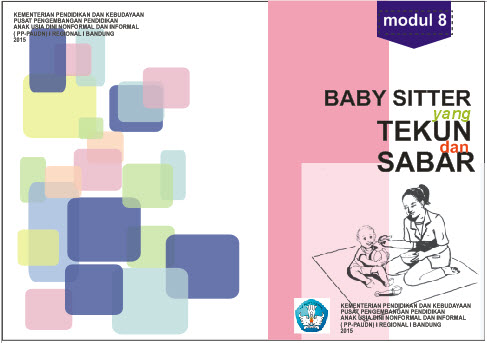 KEMENTERIAN PENDIDIKAN DAN KEBUDAYAAN
PUSAT PENGEMBANGAN PENDIDIKAN
ANAK USIA DINI NONFORMAL DAN INFORMAL
( PP-PAUDNI ) REGIONAL I BANDUNG
2015
modul 8
BABY SITTER
yang
TEKUN
dan
SABAR
KEMENTERIAN PENDIDIKAN DAN KEBUDAYAAN
PUSAT PENGEMBANGAN PENDIDIKAN
ANAK USIA DINI NONFORMAL DAN INFORMAL
( PP-PAUDNI ) REGIONAL I BANDUNG
2015